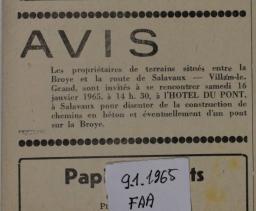 AVIS
Les propriétaires de terrains situés entre la
Broye et la route de Salavaux — Villars-le-
Grand, sont invités à se rencontrer samedi 16
janvier 1965, à 14 h. 30, à l'HOTEL DU PONT,
à Salavaux pour discuter de la construction de
chemins en béton et éventuellement d'un pont
sur la Broye.
9.1.1965
FAA